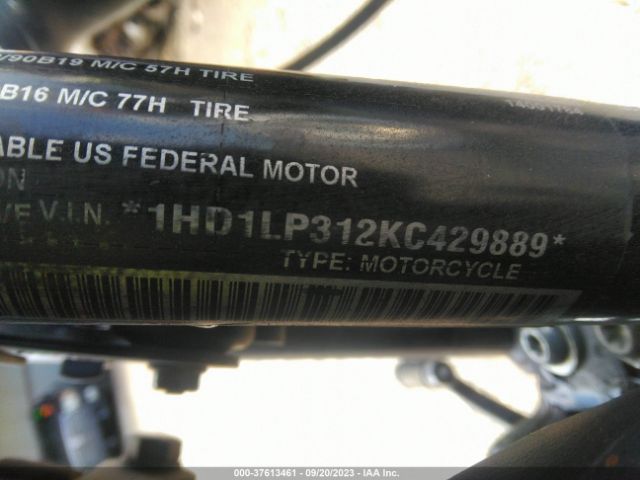 /90B19 M/C 57H TIRE
B16 M/C 77H TIRE
ABLE US FEDERAL MOTOR
ON
VE V.I.N. *1HD1LP312KC429889*
TYPE: MOTORCYCLE
000-37613461 - 09/20/2023 - IAA Inc.